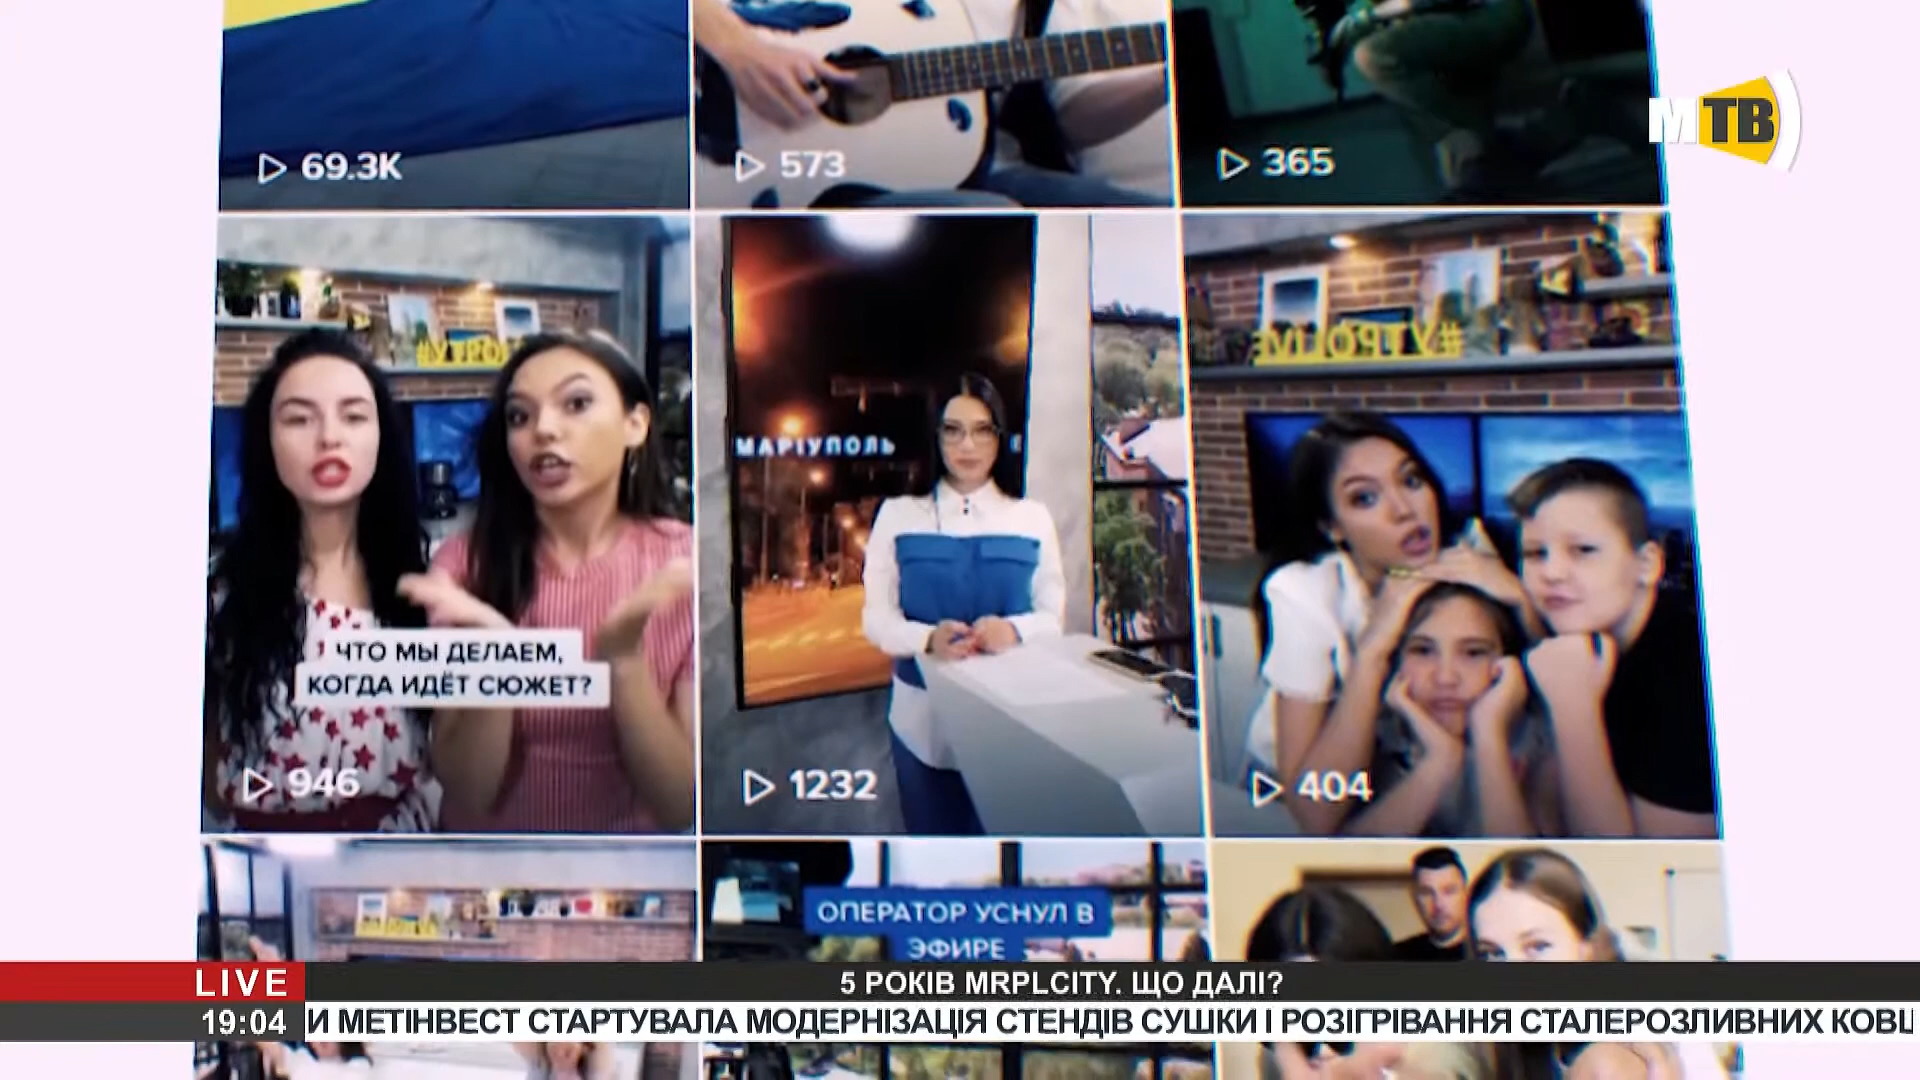 МТВ
69.3K
573
365
#УТРО
МАРІУПОЛЬ
#УТРОLIVE
ЧТО МЫ ДЕЛАЕМ,
КОГДА ИДЁТ СЮЖЕТ?
946
1232
404
ОПЕРАТОР УСНУЛ В
ЭФИРЕ
LIVE
5 РОКІВ MRPLCITY. ЩО ДАЛІ?
19:04
И МЕТІНВЕСТ СТАРТУВАЛА МОДЕРНІЗАЦІЯ СТЕНДІВ СУШКИ І РОЗІГРІВАННЯ СТАЛЕРОЗЛИВНИХ КОВШ